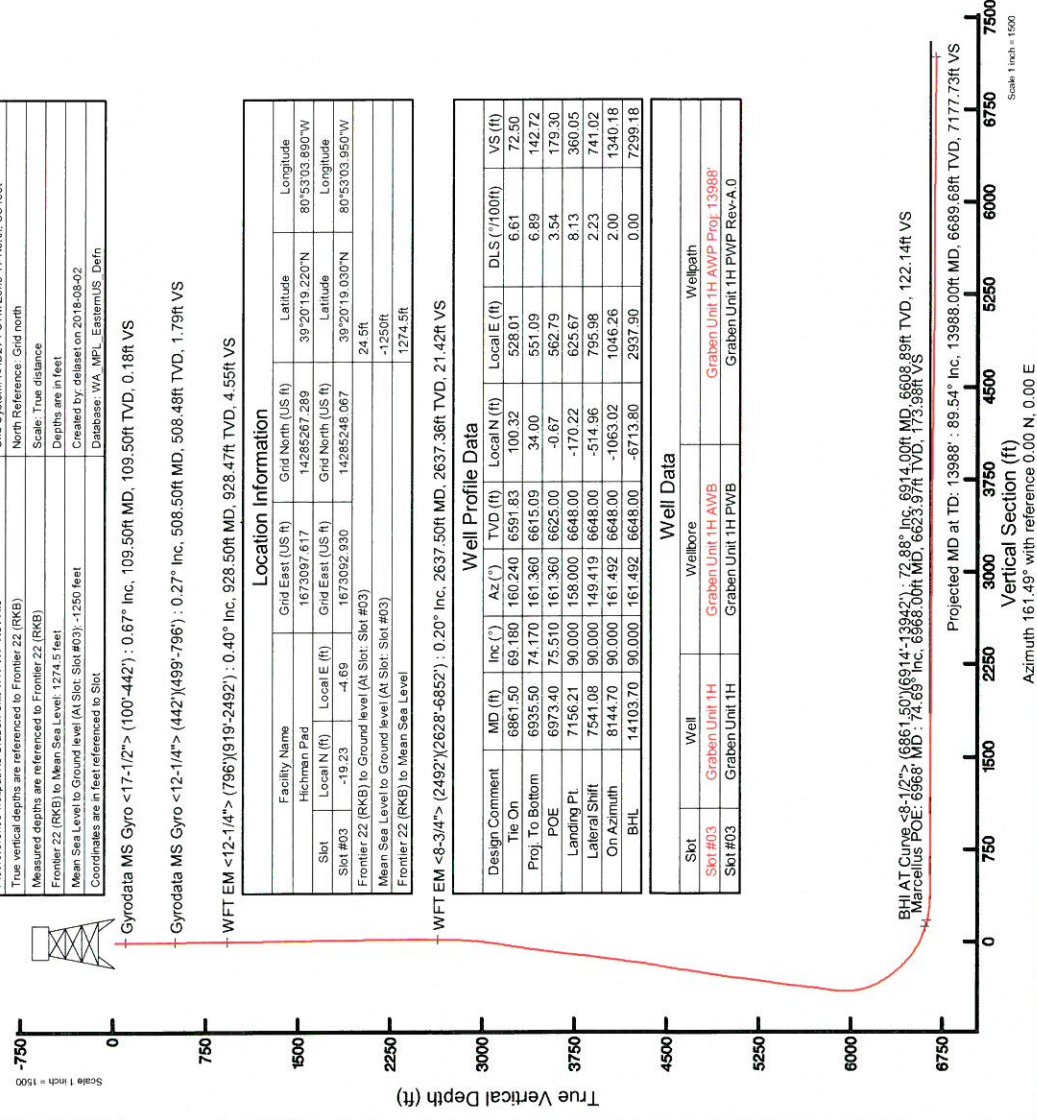 True vertical depths are referenced to Frontier 22 (RKB)
North Reference: Grid north
Measured depths are referenced to Frontier 22 (RKB)
Scale: True distance
Frontier 22 (RKB) to Mean Sea Level: 1274.5 feet
Depths are in feet
Mean Sea Level to Ground level (At Slot: Slot #03): -1250 feet
Created by: delaset on 2018-08-02
Coordinates are in feet referenced to Slot
Database: WA_MPL_EasternUS_Defn
Scale 1 inch = 1500
True Vertical Depth (ft)
-750
0
750
1500
2250
3000
3750
4500
5250
6000
6750
Gyrodata MS Gyro <17-1/2"> (100'-442') : 0.67° Inc, 109.50ft MD, 109.50ft TVD, 0.18ft VS
Gyrodata MS Gyro <12-1/4"> (442')(499'-796') : 0.27° Inc, 508.50ft MD, 508.48ft TVD, 1.79ft VS
WFT EM <12-1/4"> (796')(919'-2492') : 0.40° Inc, 928.50ft MD, 928.47ft TVD, 4.55ft VS
Location Information
Facility Name Grid East (US ft) Grid North (US ft) Latitude Longitude
Hichman Pad 1673097.617 14285267.289 39°20'19.220"N 80°53'03.890"W
Slot Local N (ft) Local E (ft) Grid East (US ft) Grid North (US ft) Latitude Longitude
Slot #03 -19.23 -4.69 1673092.930 14285248.067 39°20'19.030"N 80°53'03.950"W
Frontier 22 (RKB) to Ground level (At Slot: Slot #03) 24.5ft
Mean Sea Level to Ground level (At Slot: Slot #03) -1250ft
Frontier 22 (RKB) to Mean Sea Level 1274.5ft
WFT EM <8-3/4"> (2492')(2628'-6852') : 0.20° Inc, 2637.50ft MD, 2637.36ft TVD, 21.42ft VS
Well Profile Data
Design Comment MD (ft) Inc (°) Az (°) TVD (ft) Local N (ft) Local E (ft) DLS (°/100ft) VS (ft)
Tie On 6861.50 69.180 160.240 6591.83 100.32 528.01 6.61 72.50
Proj. To Bottom 6935.50 74.170 161.360 6615.09 34.00 551.09 6.89 142.72
POE 6973.40 75.510 161.360 6625.00 -0.67 562.79 3.54 179.30
Landing Pt. 7156.21 90.000 158.000 6648.00 -170.22 625.67 8.13 360.05
Lateral Shift 7541.08 90.000 149.419 6648.00 -514.96 795.98 2.23 741.02
On Azimuth 8144.70 90.000 161.492 6648.00 -1063.02 1046.26 2.00 1340.18
BHL 14103.70 90.000 161.492 6648.00 -6713.80 2937.90 0.00 7299.18
Well Data
Slot Well Wellbore Wellpath
Slot #03 Graben Unit 1H Graben Unit 1H AWB Graben Unit 1H AWP Proj: 13988'
Slot #03 Graben Unit 1H Graben Unit 1H PWB Graben Unit 1H PWP Rev-A.0
BHI AT Curve <8-1/2"> (6861.50')(6914'-13942') : 72.88° Inc, 6914.00ft MD, 6608.89ft TVD, 122.14ft VS
Marcellus POE: 6968' MD : 74.69° Inc, 6968.00ft MD, 6623.97ft TVD, 173.98ft VS
Projected MD at TD: 13988' : 89.54° Inc, 13988.00ft MD, 6689.68ft TVD, 7177.73ft VS
0
750
1500
2250
3000
3750
4500
5250
6000
6750
7500
Vertical Section (ft)
Azimuth 161.49° with reference 0.00 N, 0.00 E
Scale 1 inch = 1500